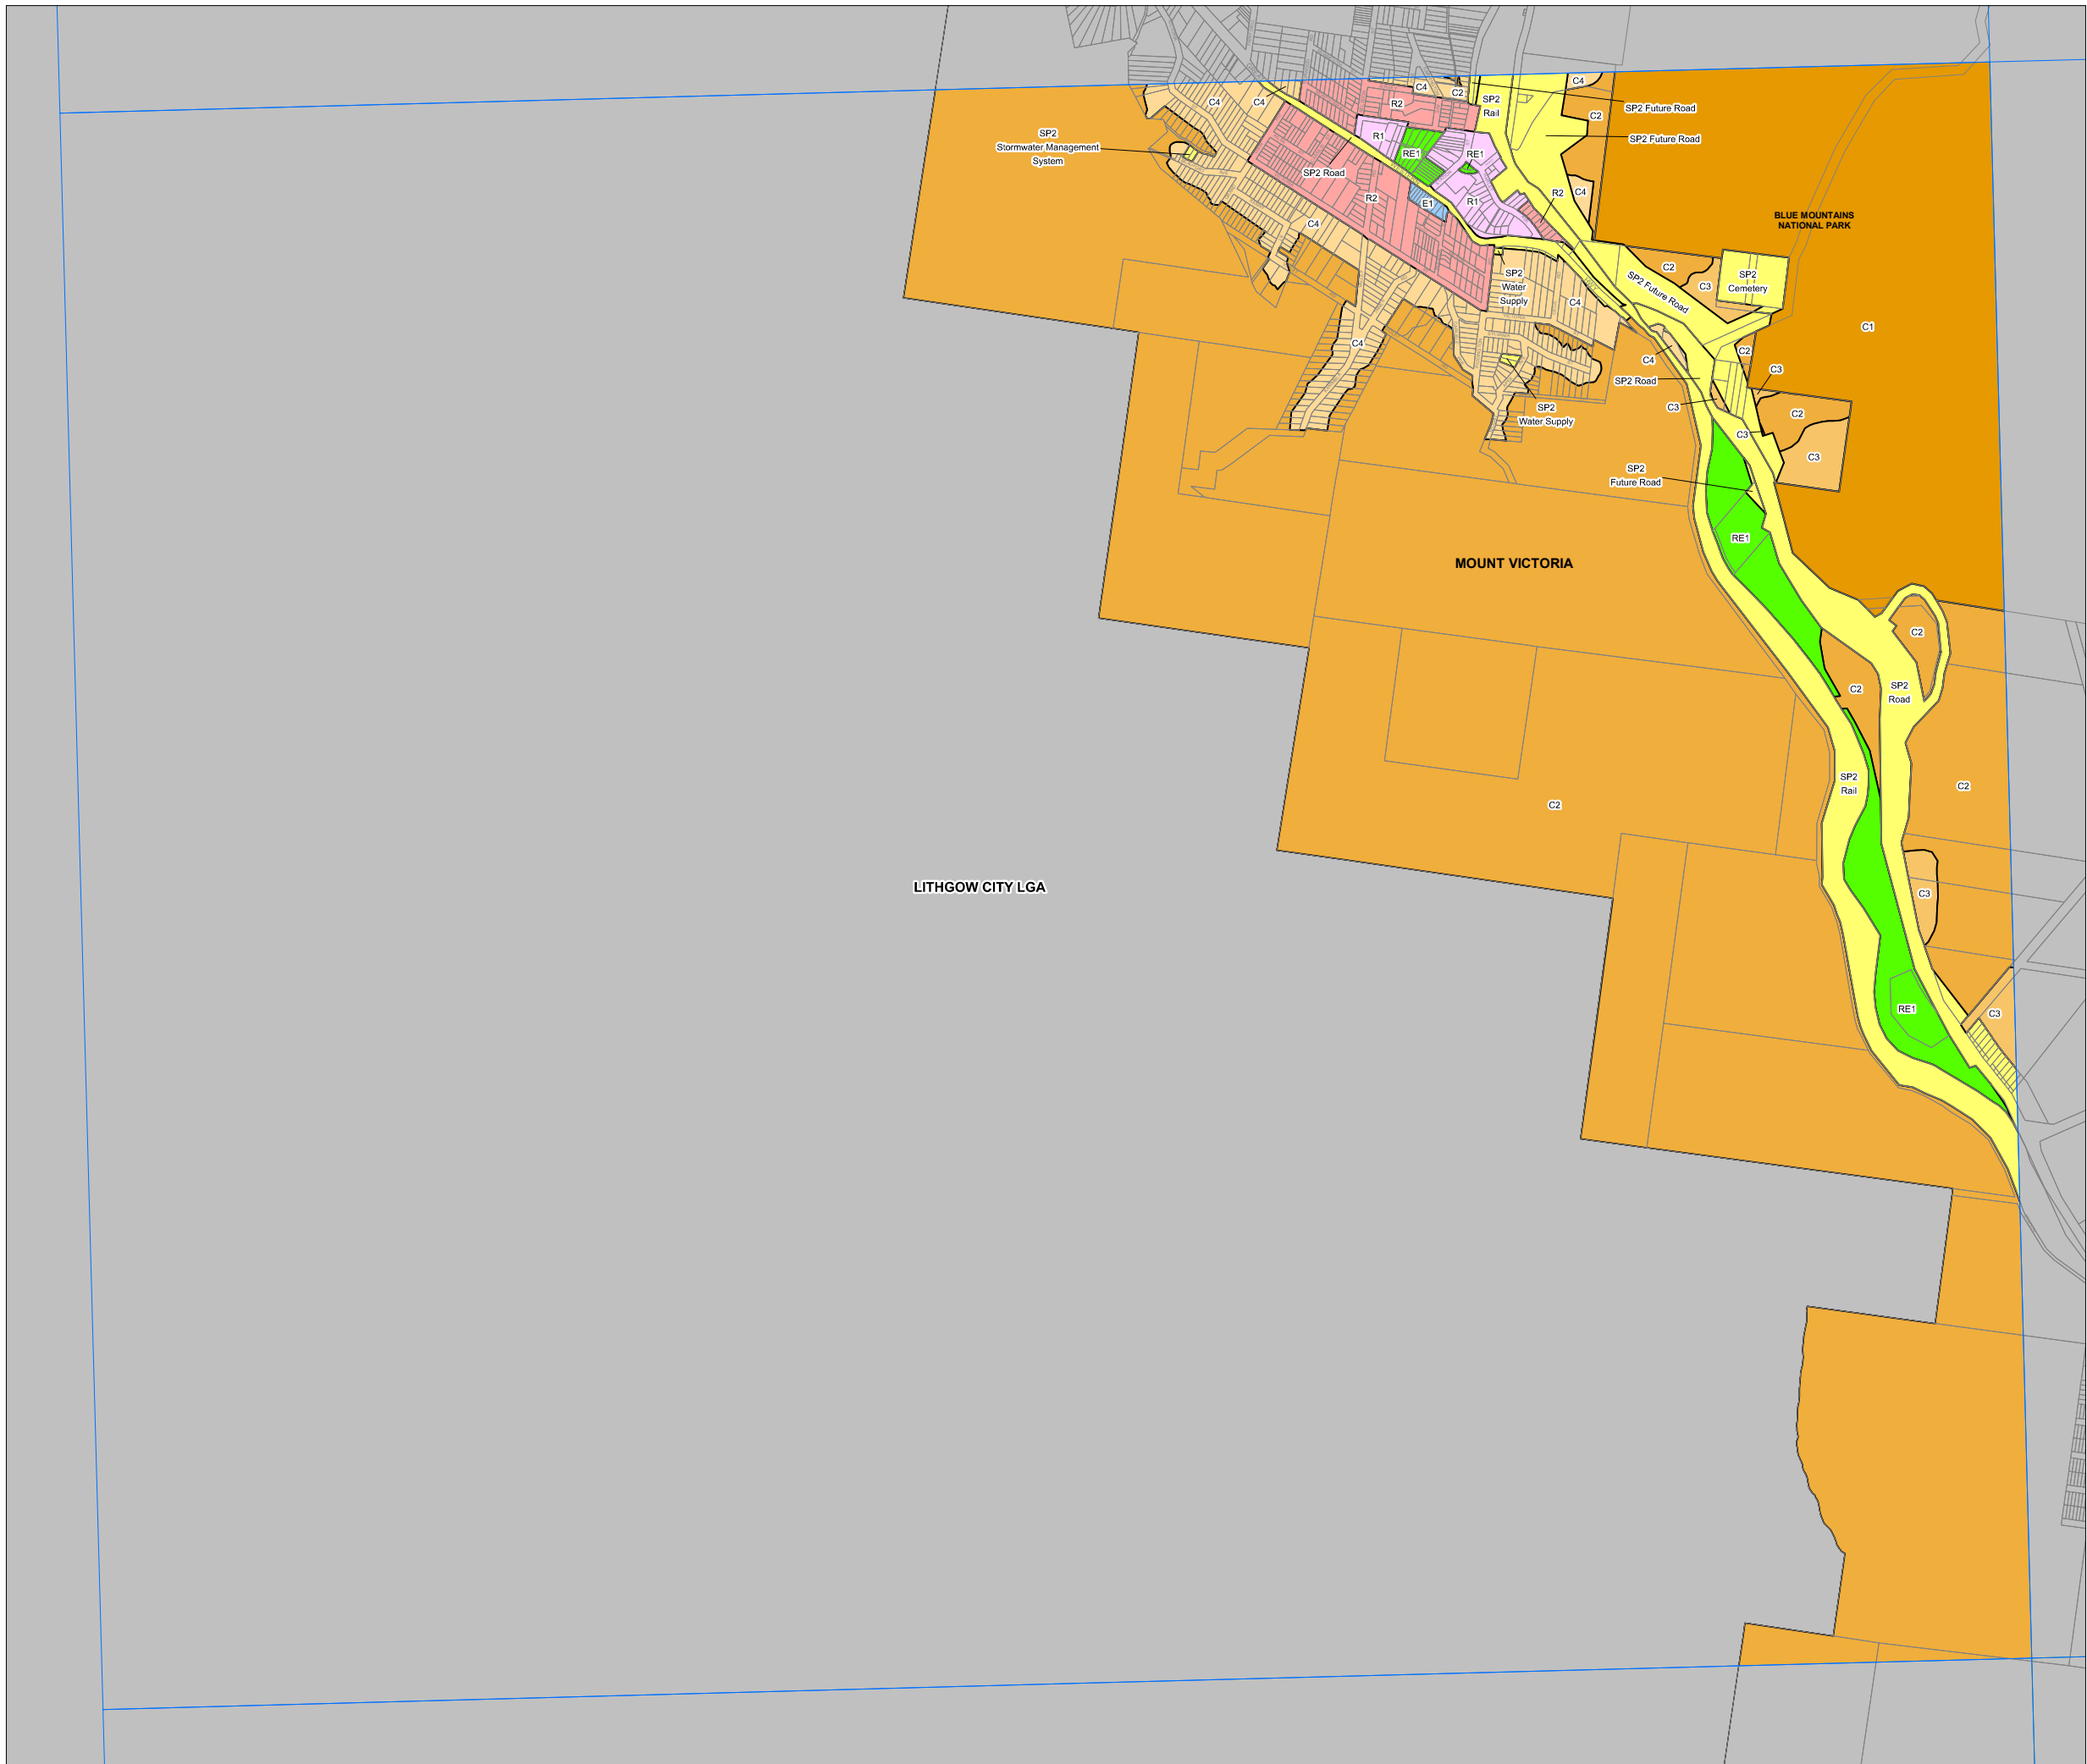 C4
C4
C2
SP2
Rail
C4
SP2 Future Road
C4
C4
R2
C2
SP2
Stormwater Management
System
R1
RE1
RE1
SP2 Future Road
SP2 Road
R2
E1
R1
R2
C4
BLUE MOUNTAINS
NATIONAL PARK
C4
C2
SP2
Water
Supply
C4
SP2 Future Road
C3
SP2
Cemetery
C1
C4
C4
C2
SP2 Road
C3
C3
SP2
Water Supply
C2
C3
C3
SP2
Future Road
RE1
MOUNT VICTORIA
C2
C2
SP2
Road
SP2
Rail
C2
C2
LITHGOW CITY LGA
C3
RE1
C3